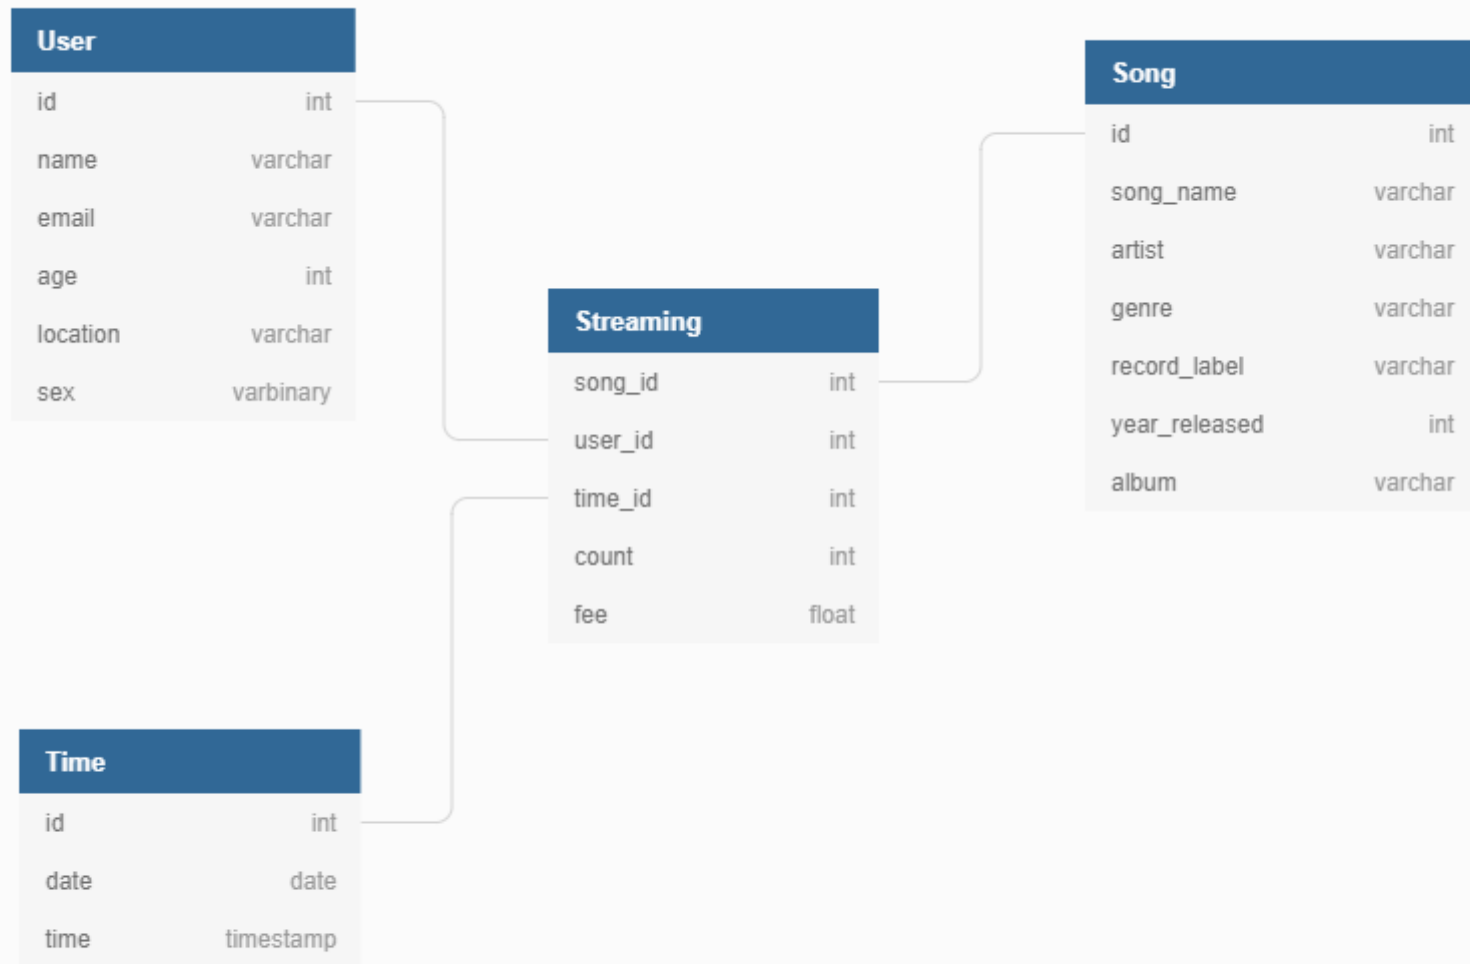 User
id int
name varchar
email varchar
age int
location varchar
sex varbinary
Streaming
song_id int
user_id int
time_id int
count int
fee float
Song
id int
song_name varchar
artist varchar
genre varchar
record_label varchar
year_released int
album varchar
Time
id int
date date
time timestamp